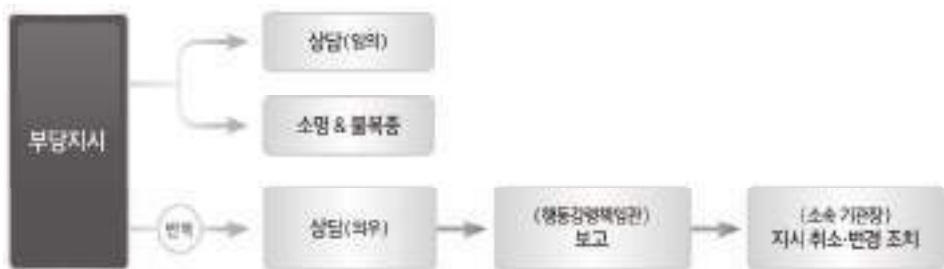 부당지시
상담(임의)
소명 & 불복종
반복
상담(의무)
(행동강령책임관)
보고
(소속 기관장)
지시 취소·변경 조치